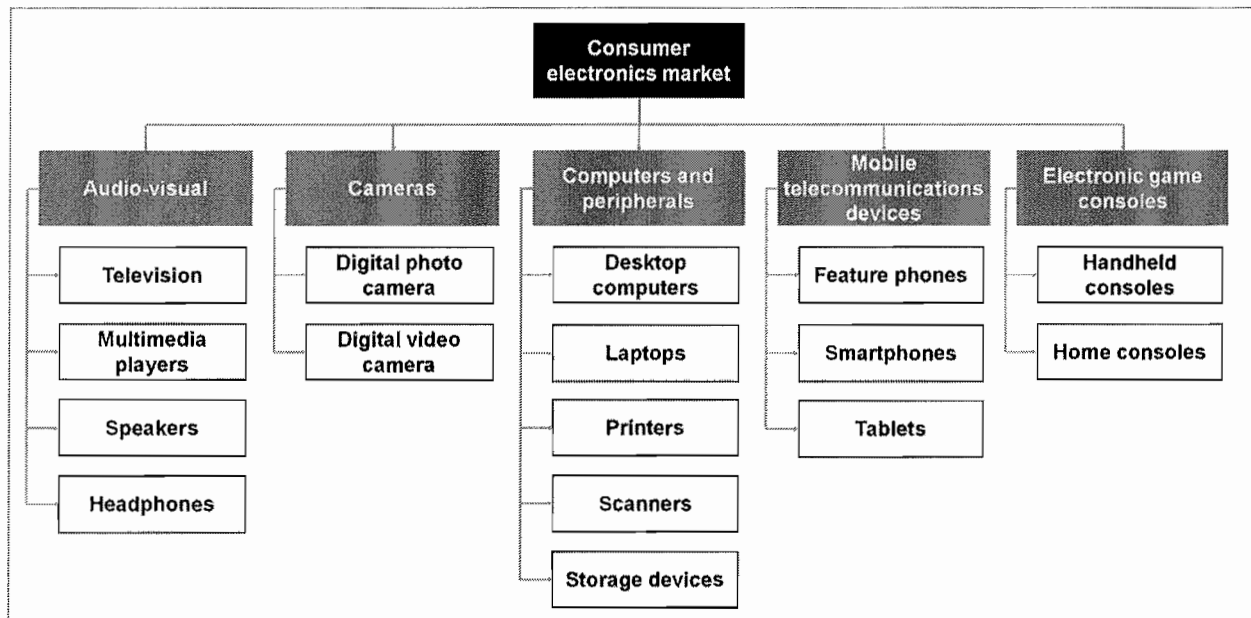 Consumer
electronics market
Audio-visual
Television
Multimedia
players
Speakers
Headphones
Cameras
Digital photo
camera
Digital video
camera
Computers and
peripherals
Desktop
computers
Laptops
Printers
Scanners
Storage devices
Mobile
telecommunications
devices
Feature phones
Smartphones
Tablets
Electronic game
consoles
Handheld
consoles
Home consoles